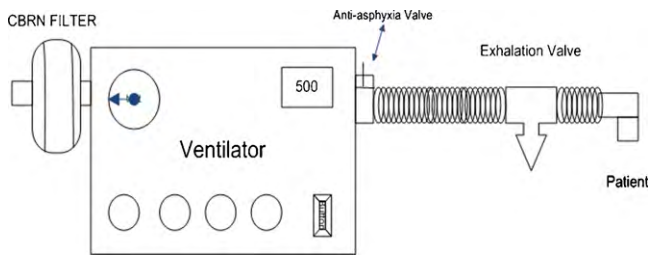 Anti-asphyxia Valve
CBRN FILTER
Exhalation Valve
500
Ventilator
Patient